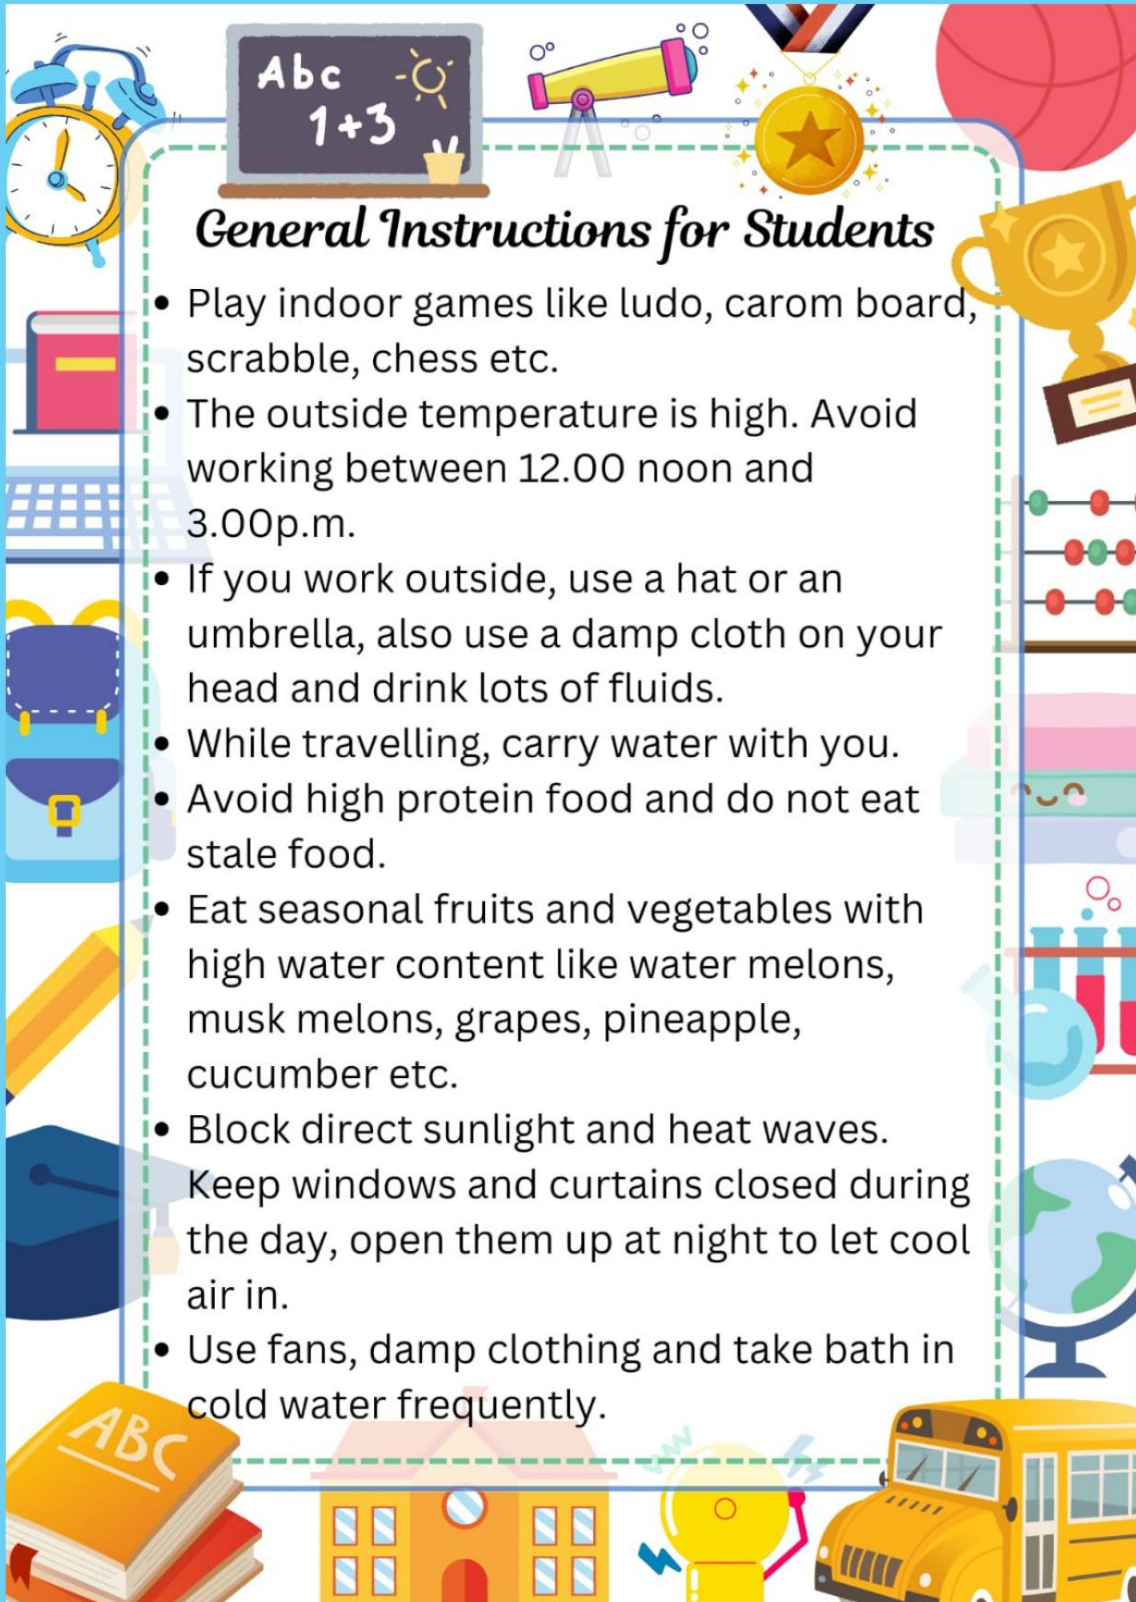 Abc
1+3
General Instructions for Students
• Play indoor games like ludo, carom board,
scrabble, chess etc.
• The outside temperature is high. Avoid
working between 12.00 noon and
3.00p.m.
• If you work outside, use a hat or an
umbrella, also use a damp cloth on your
head and drink lots of fluids.
• While travelling, carry water with you.
• Avoid high protein food and do not eat
stale food.
• Eat seasonal fruits and vegetables with
high water content like water melons,
musk melons, grapes, pineapple,
cucumber etc.
• Block direct sunlight and heat waves.
Keep windows and curtains closed during
the day, open them up at night to let cool
air in.
• Use fans, damp clothing and take bath in
cold water frequently.
ABC